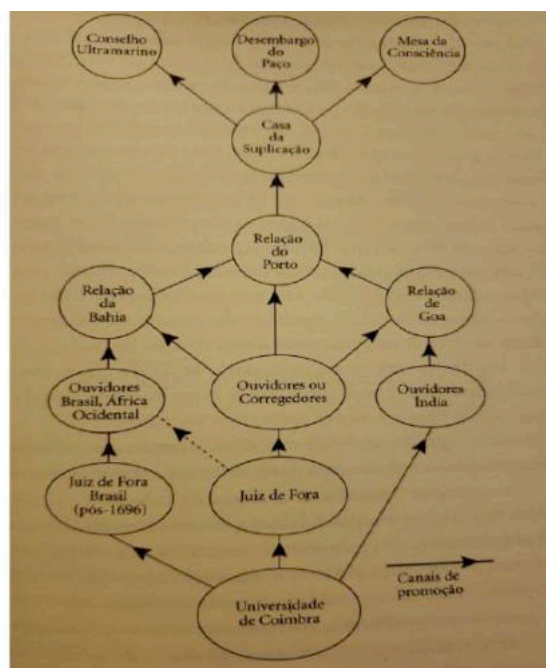 Conselho
Ultramarino
Desembargo
do
Paço
Mesa da
Consciência
Casa
da
Suplicação
Relação
do
Porto
Relação
da
Bahia
Relação
de
Goa
Ouvidores
Brasil, África
Ocidental
Ouvidores ou
Corregedores
Ouvidores
Índia
Juiz de Fora
Brasil
(pós-1696)
Juiz de Fora
Universidade
de Coimbra
Canais de
promoção